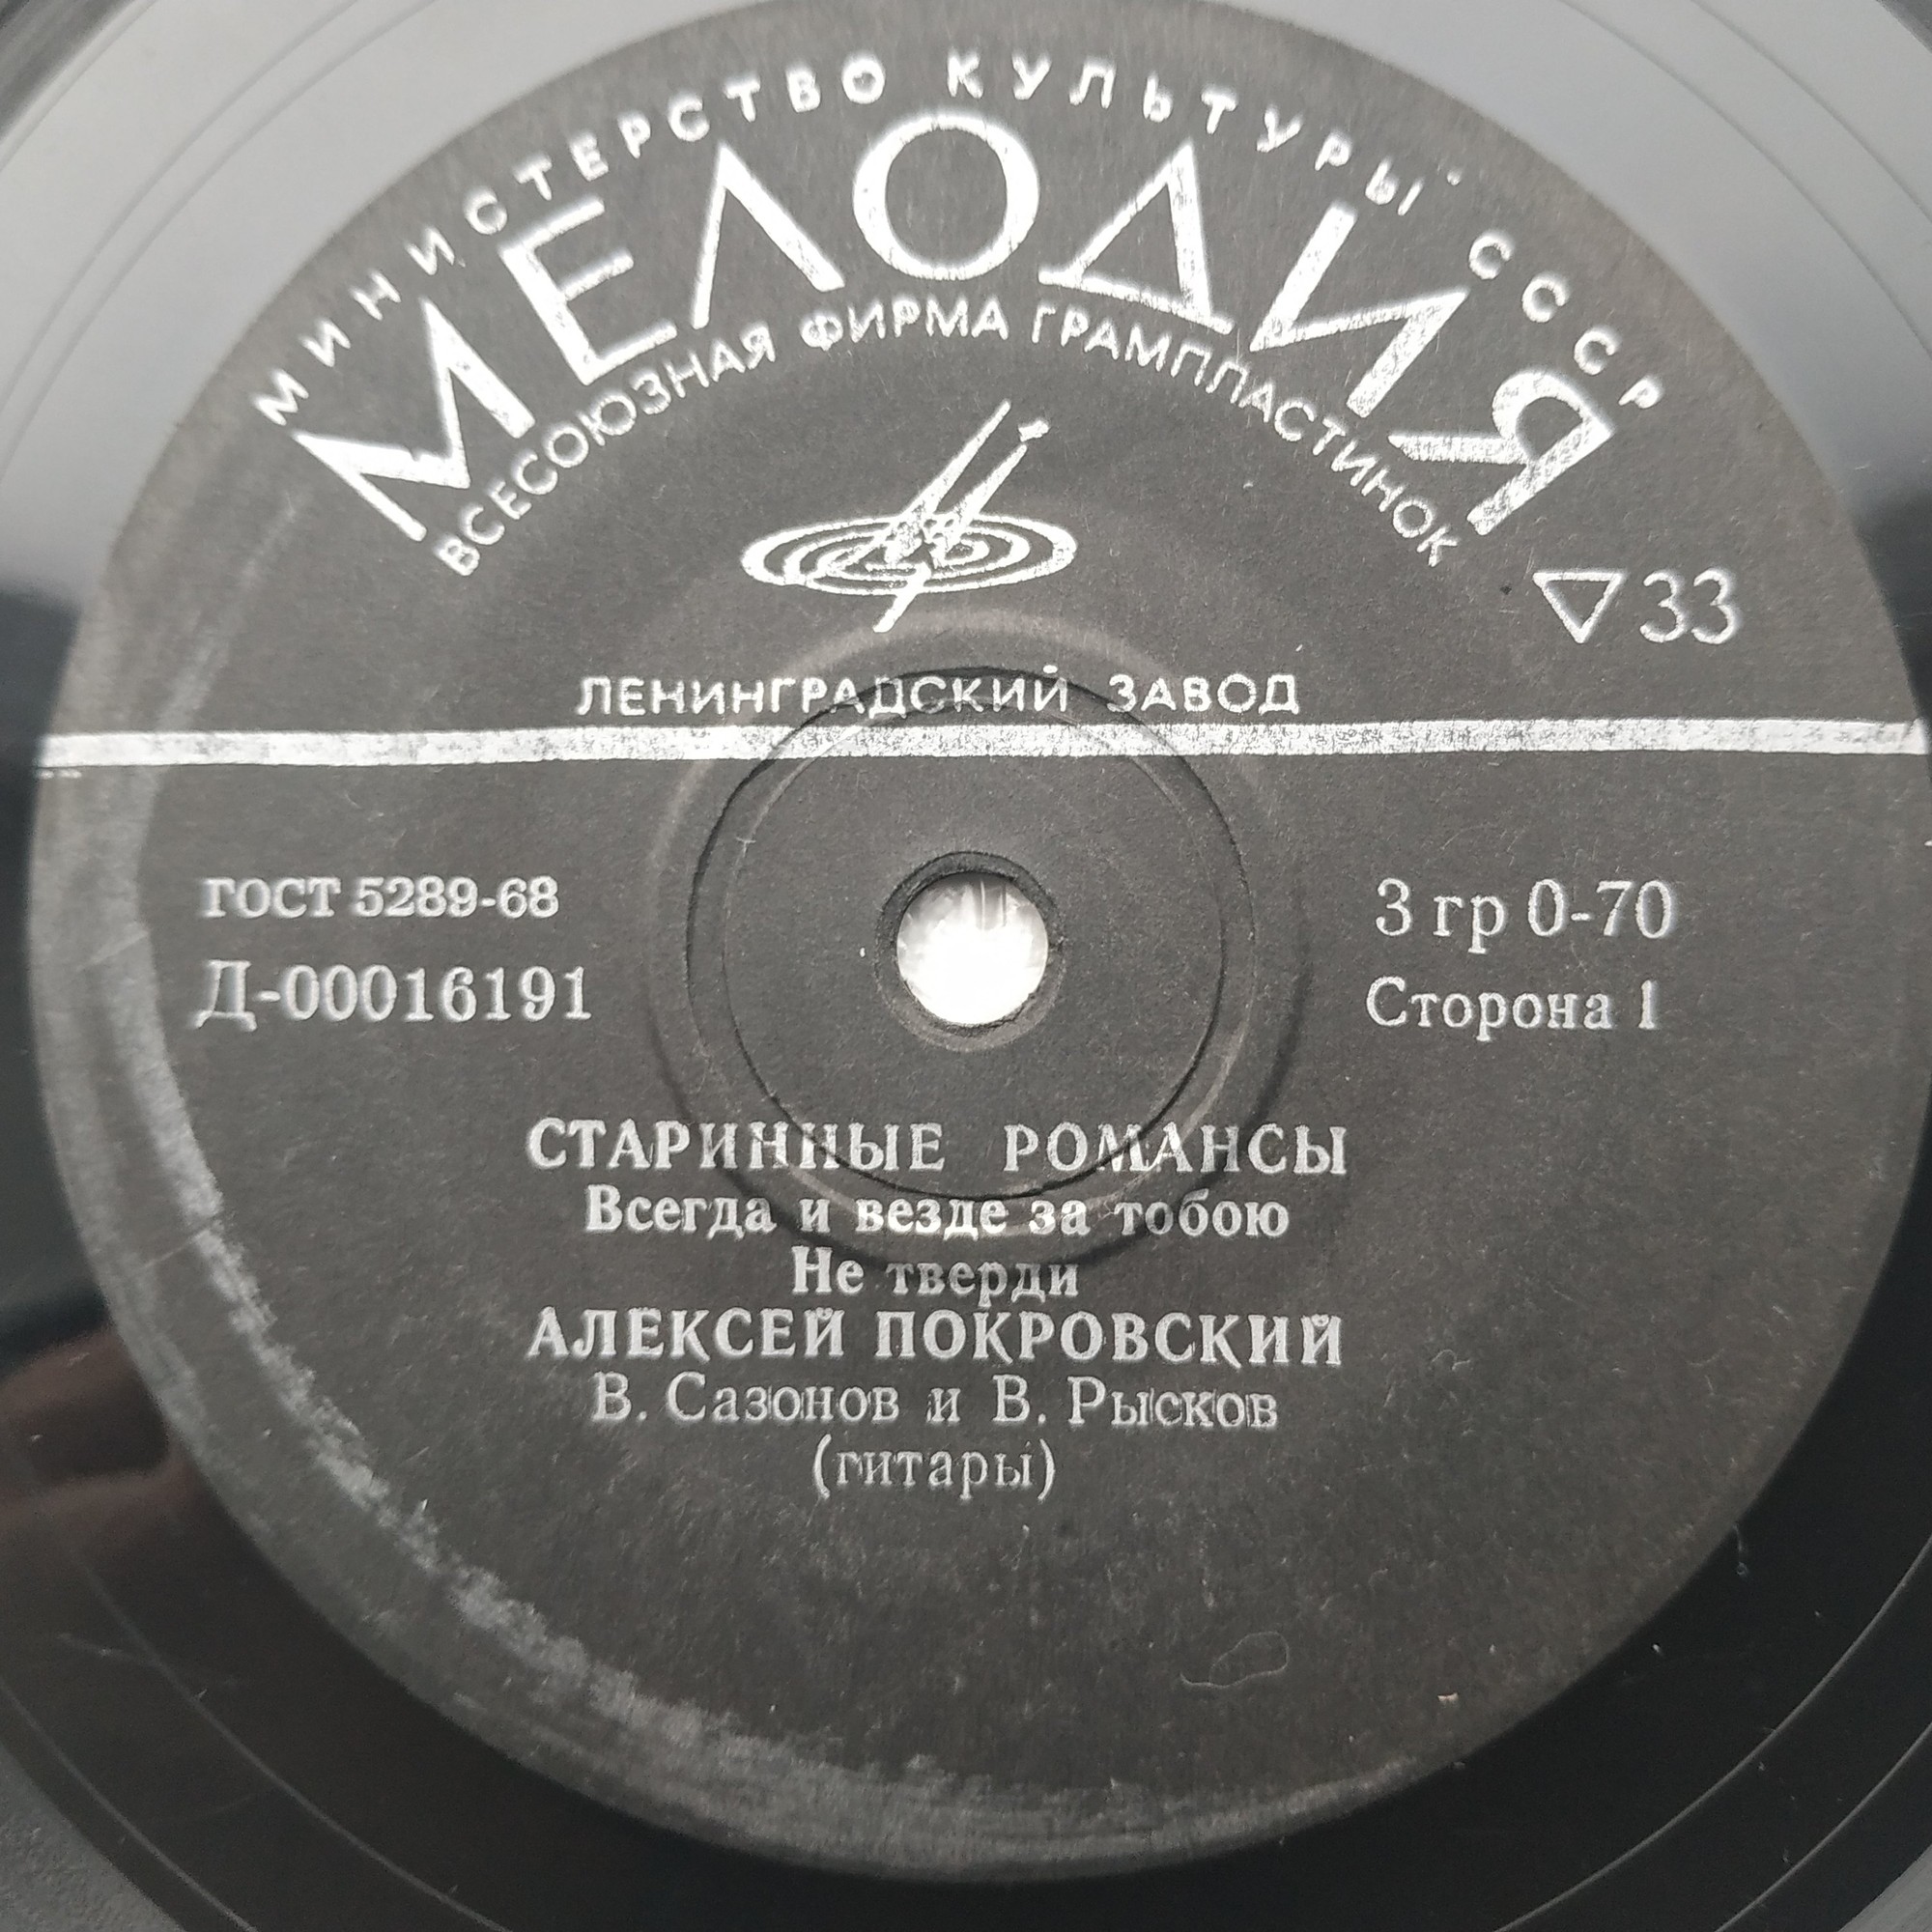 МИНИСТЕРСТВО КУЛЬТУРЫ СССР
МЕЛОДИЯ
ВСЕСОЮЗНАЯ ФИРМА ГРАМПЛАСТИНОК
▽ 33
ЛЕНИНГРАДСКИЙ ЗАВОД
ГОСТ 5289-68
Д-00016191
3 гр 0-70
Сторона 1
СТАРИННЫЕ РОМАНСЫ
Всегда и везде за тобою
Не тверди
АЛЕКСЕЙ ПОКРОВСКИЙ
В. Сазонов и В. Рысков
(гитары)